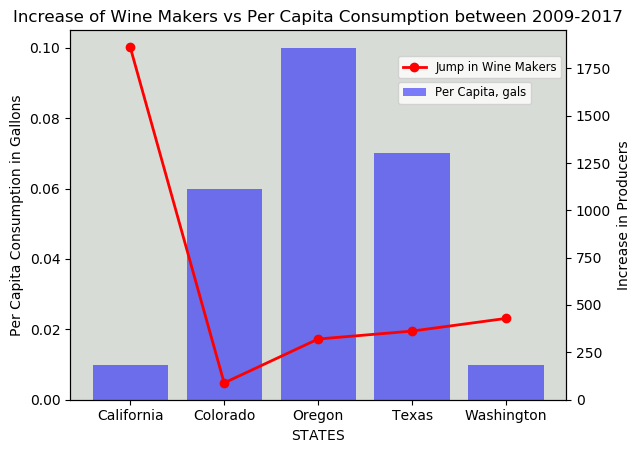 Increase of Wine Makers vs Per Capita Consumption between 2009-2017
Per Capita Consumption in Gallons
0.10
0.08
0.06
0.04
0.02
0.00
Jump in Wine Makers
Per Capita, gals
1750
1500
1250
1000
750
500
250
0
Increase in Producers
California Colorado Oregon Texas Washington
STATES